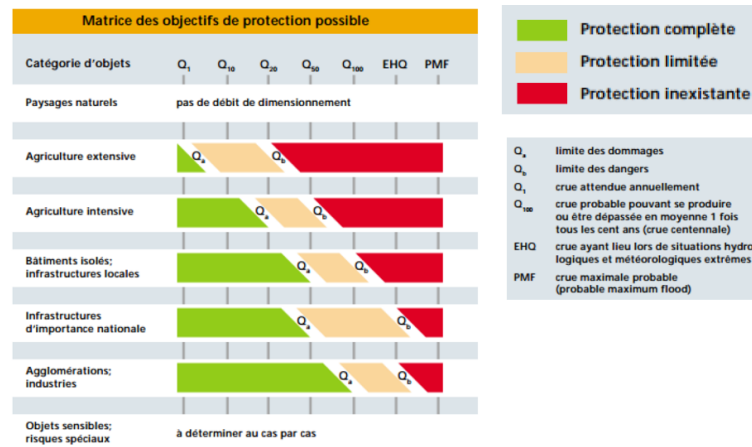 Matrice des objectifs de protection possible
Catégorie d'objets Q1 Q10 Q20 Q50 Q100 EHQ PMF
Paysages naturels pas de débit de dimensionnement
Agriculture extensive Qa Qb
Agriculture intensive Qa Qb
Bâtiments isolés;
infrastructures locales Qa Qb
Infrastructures
d'importance nationale Qa Qb
Agglomérations;
industries Qa Qb
Objets sensibles;
risques spéciaux à déterminer au cas par cas
Protection complète
Protection limitée
Protection inexistante
Qa limite des dommages
Qb limite des dangers
Q1 crue attendue annuellement
Q100 crue probable pouvant se produire
ou être dépassée en moyenne 1 fois
tous les cent ans (crue centennale)
EHQ crue ayant lieu lors de situations hydro
logiques et météorologiques extrêmes
PMF crue maximale probable
(probable maximum flood)